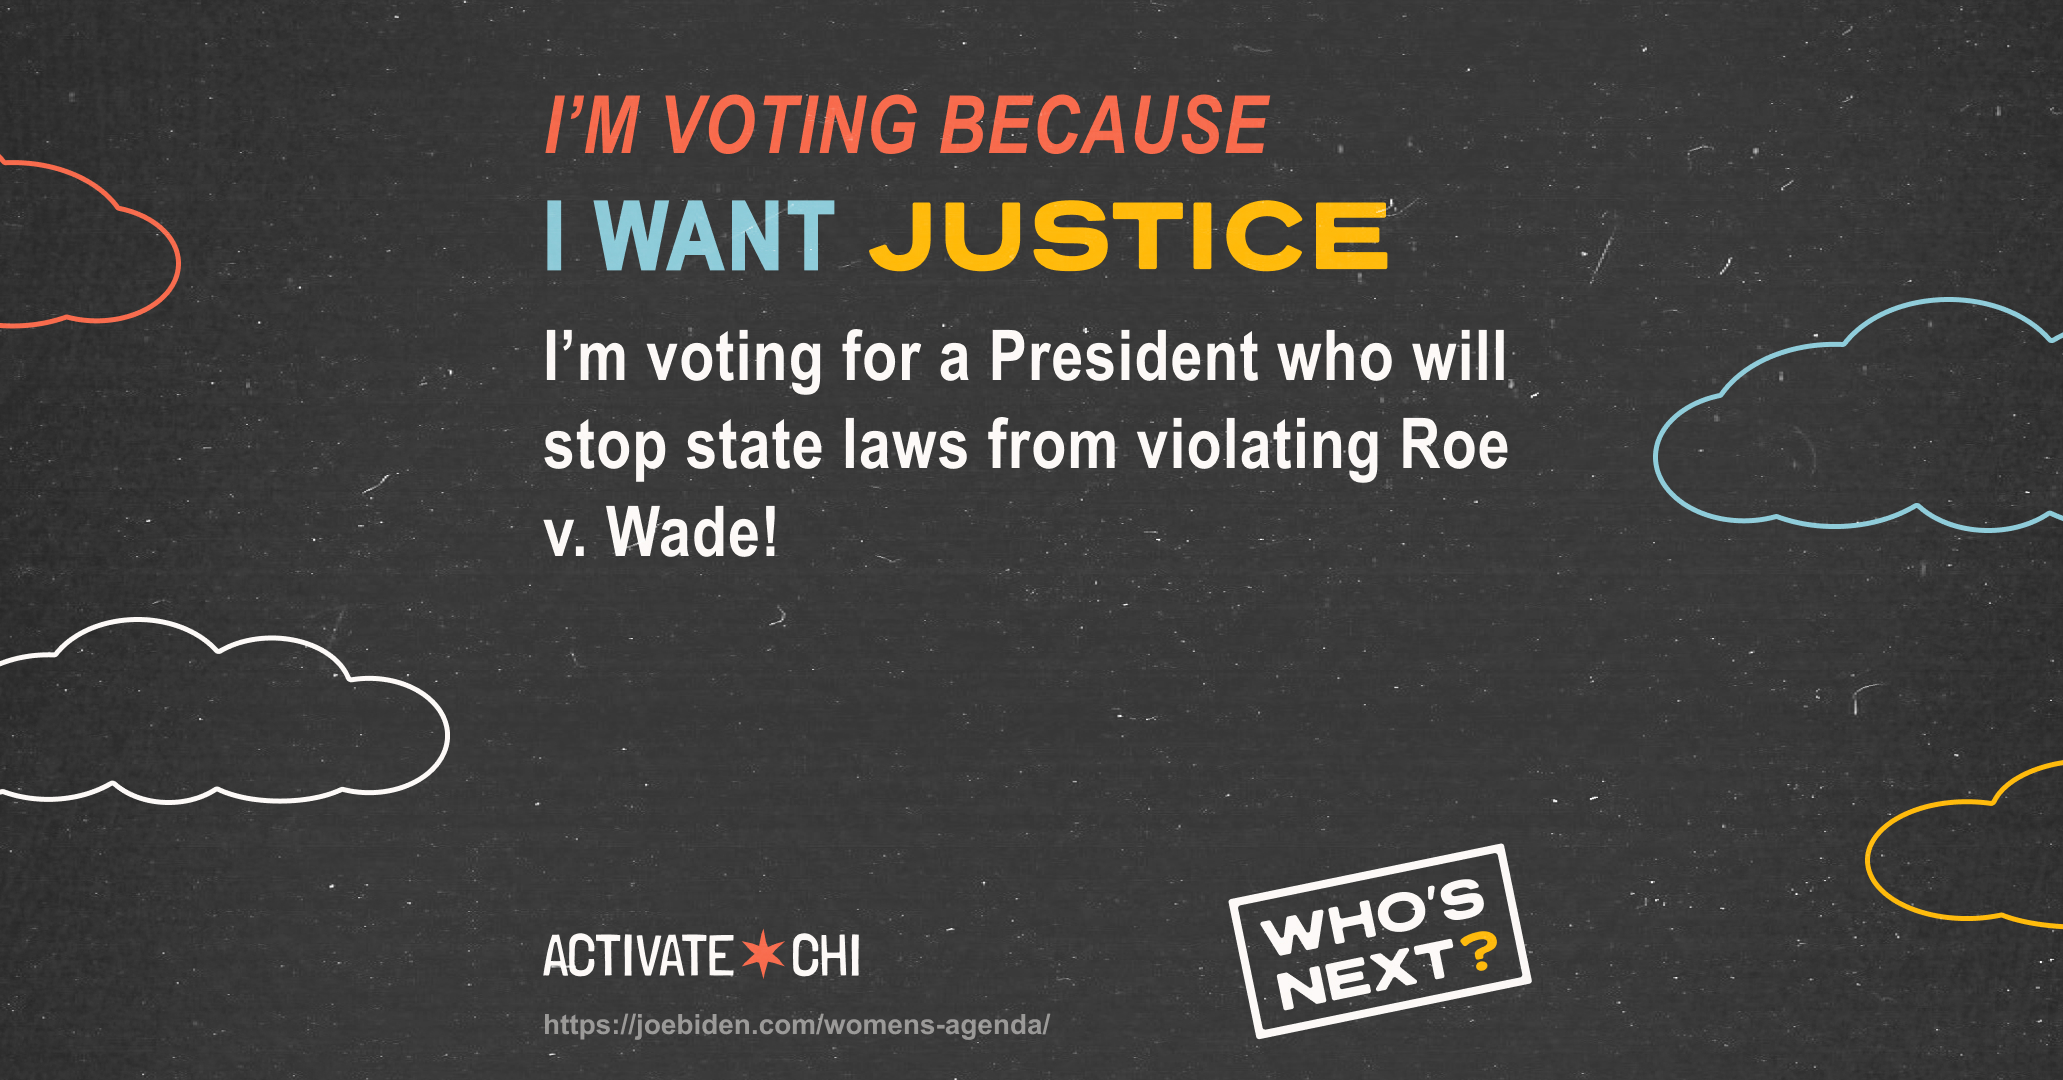 I’M VOTING BECAUSE
I WANT JUSTICE
I’m voting for a President who will
stop state laws from violating Roe
v. Wade!
ACTIVATE CHI
https://joebiden.com/womens-agenda/
WHO’S
NEXT?